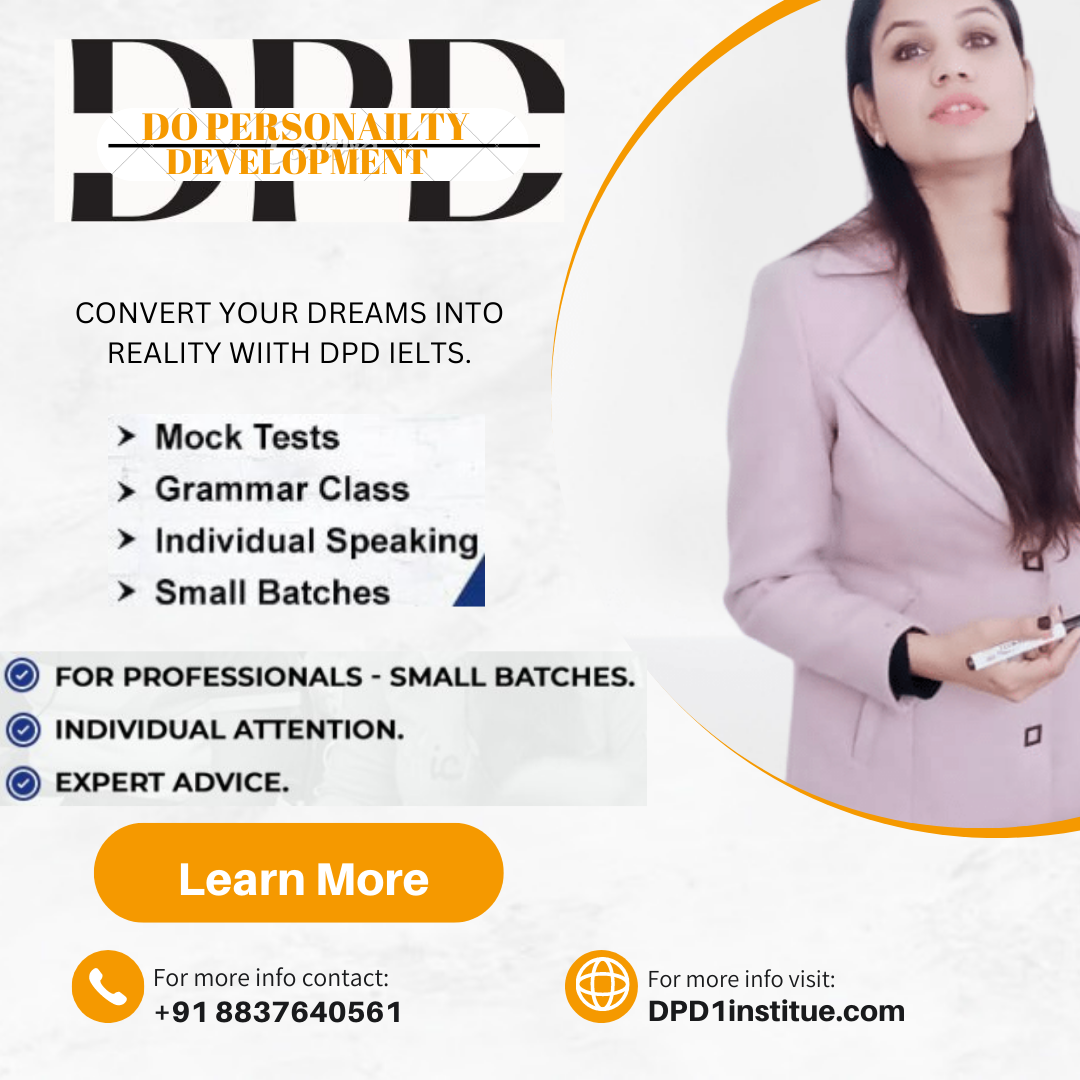 DPD
DO PERSONAILTY
DEVELOPMENT
CONVERT YOUR DREAMS INTO
REALITY WIITH DPD IELTS.
Mock Tests
Grammar Class
Individual Speaking
Small Batches
FOR PROFESSIONALS - SMALL BATCHES.
INDIVIDUAL ATTENTION.
EXPERT ADVICE.
Learn More
For more info contact:
+91 8837640561
For more info visit:
DPD1institue.com